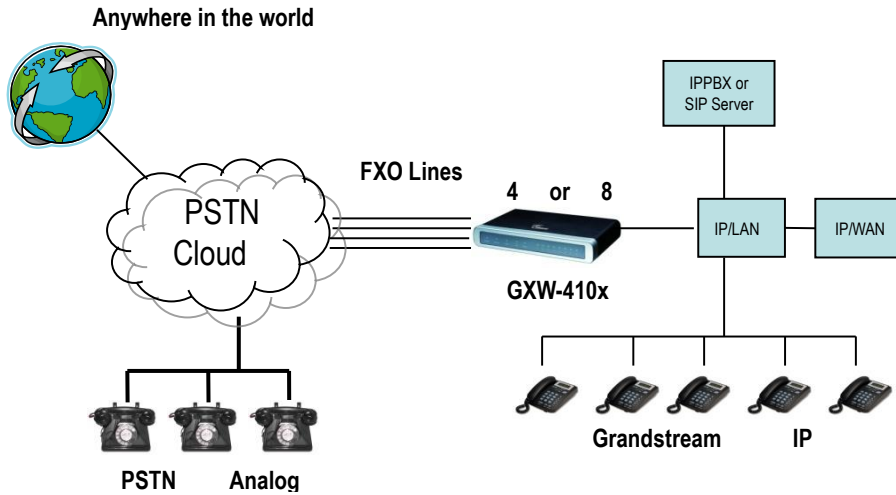 Anywhere in the world
IPPBX or
SIP Server
FXO Lines
4 or 8
PSTN
Cloud
IP/LAN
IP/WAN
GXW-410x
Grandstream IP
PSTN Analog